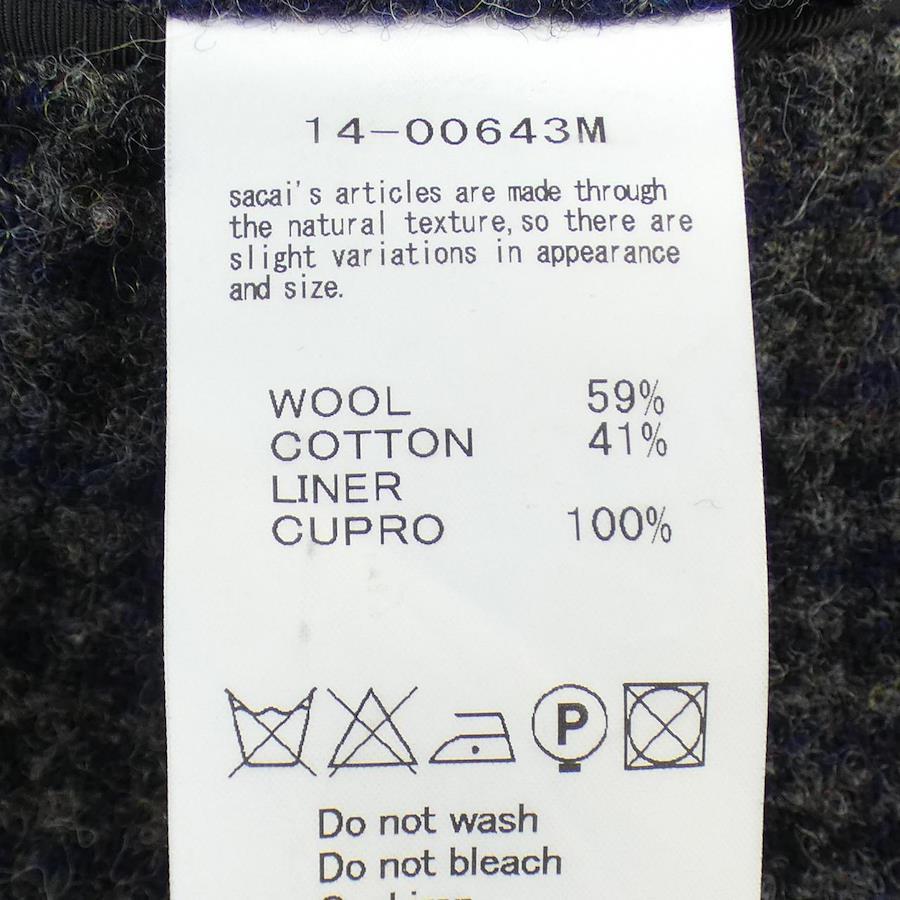 14-00643M
sacai's articles are made through
the natural texture, so there are
slight variations in appearance
and size.
WOOL 59%
COTTON 41%
LINER
CUPRO 100%
P
Do not wash
Do not bleach